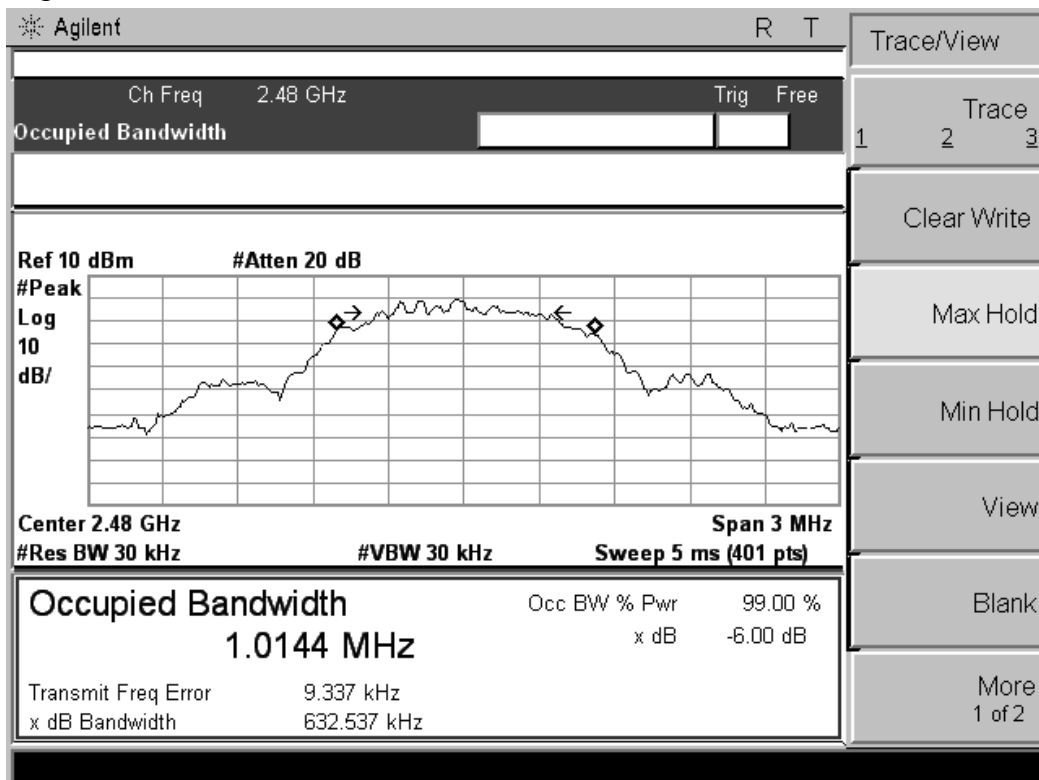 Agilent R T
Trace/View
Ch Freq 2.48 GHz Trig Free
Occupied Bandwidth
Trace
1 2 3
Clear Write
Ref 10 dBm #Atten 20 dB
#Peak
Log
10
dB/
Max Hold
Min Hold
View
Center 2.48 GHz Span 3 MHz
#Res BW 30 kHz #VBW 30 kHz Sweep 5 ms (401 pts)
Occupied Bandwidth Occ BW % Pwr 99.00 %
1.0144 MHz x dB -6.00 dB
Transmit Freq Error 9.337 kHz
x dB Bandwidth 632.537 kHz
Blank
More
1 of 2